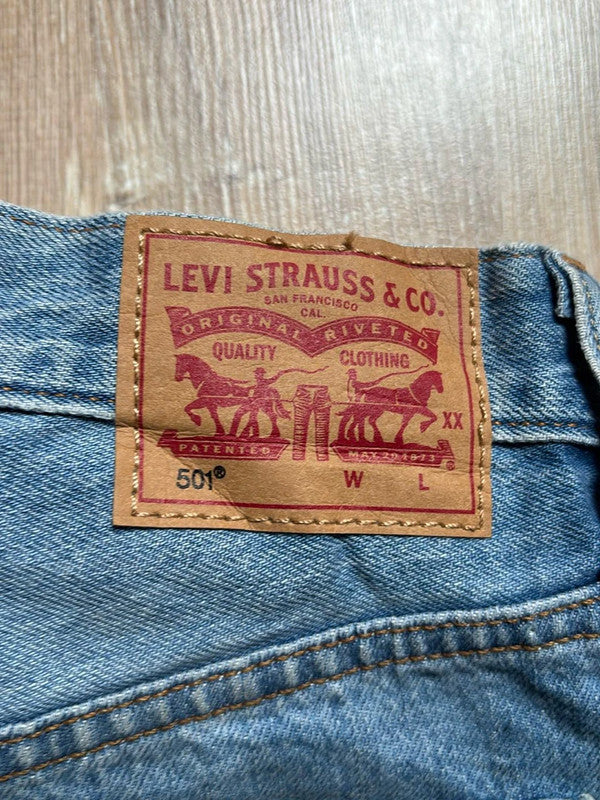 LEVI STRAUSS & CO.
SAN FRANCISCO
CAL.
ORIGINAL RIVETED
QUALITY CLOTHING
XX
PATENTED MAY 20 1873 ®
501® W L